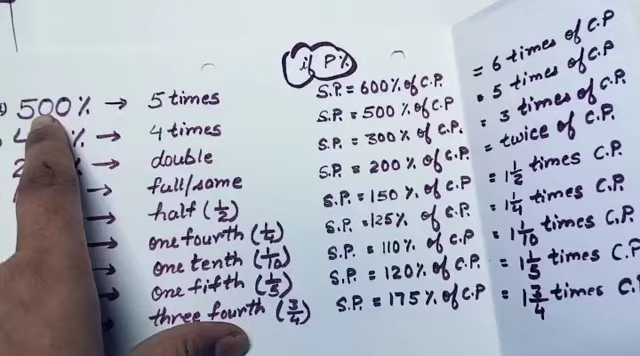 if P%
500% → 5 times S.P. = 600% of C.P = 6 times of C.P
4 % → 4 times S.P. = 500% of C.P. = 5 times of C.P
2 % → double S.P. = 300% of C.P. = 3 times of C.P.
→ full/same S.P. = 200% of C.P. = twice of C.P.
→ half (1/2) S.P. = 150% of C.P = 1 1/2 times C.P.
→ one fourth (1/4) S.P. = 125% of C.P. = 1 1/4 times C.P.
→ one tenth (1/10) S.P. = 110% of C.P. = 1 1/10 times C.P.
→ one fifth (1/5) S.P. = 120% of C.P. = 1 1/5 times C.P
→ three fourth (3/4) S.P. = 175% of C.P = 1 3/4 times C.